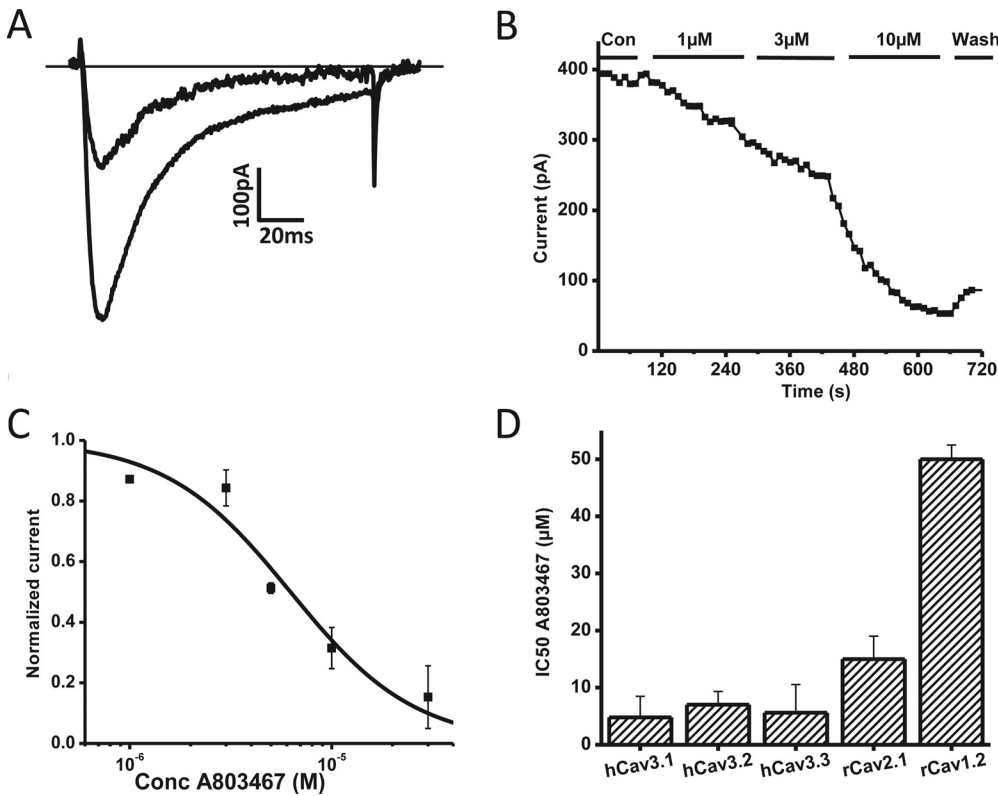 A
100pA
20ms
B
Con 1µM 3µM 10µM Wash
400
300
200
100
0
Current (pA)
120 240 360 480 600 720
Time (s)
C
1.0
0.8
0.6
0.4
0.2
0.0
Normalized current
10-6 10-5
Conc A803467 (M)
D
50
40
30
20
10
0
IC50 A803467 (µM)
hCav3.1 hCav3.2 hCav3.3 rCav2.1 rCav1.2